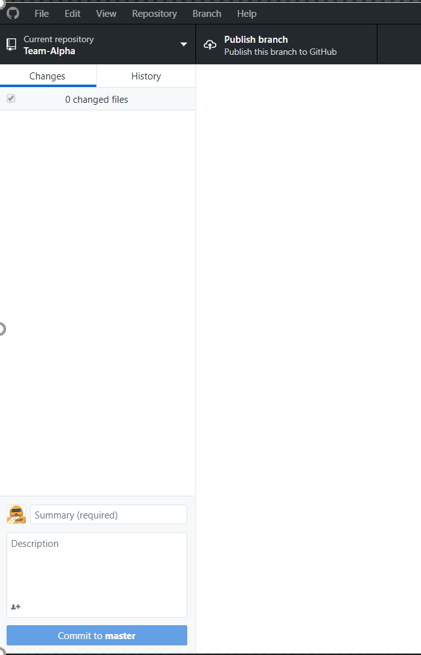 File Edit View Repository Branch Help
Current repository
Team-Alpha
Publish branch
Publish this branch to GitHub
Changes History
0 changed files
Summary (required)
Description
Commit to master